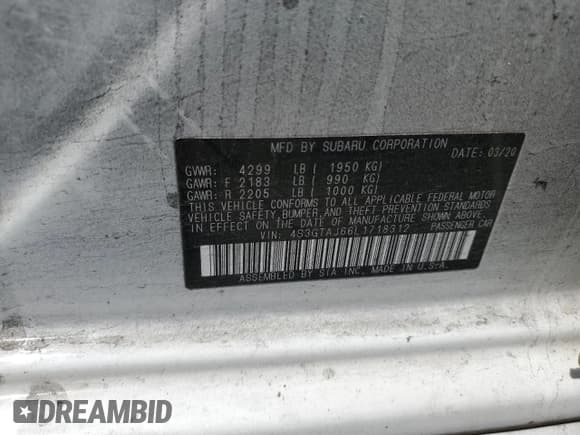 MFD BY SUBARU CORPORATION
DATE: 03/20
GVWR: 4299 LB ( 1950 KG)
GAWR: F 2183 LB ( 990 KG)
GAWR: R 2205 LB ( 1000 KG)
THIS VEHICLE CONFORMS TO ALL APPLICABLE FEDERAL MOTOR
VEHICLE SAFETY, BUMPER, AND THEFT PREVENTION STANDARDS
IN EFFECT ON THE DATE OF MANUFACTURE SHOWN ABOVE.
VIN: 4S3GTAJ66L1718312 PASSENGER CAR
ASSEMBLED BY SIA INC. MADE IN U.S.A.
DREAMBID